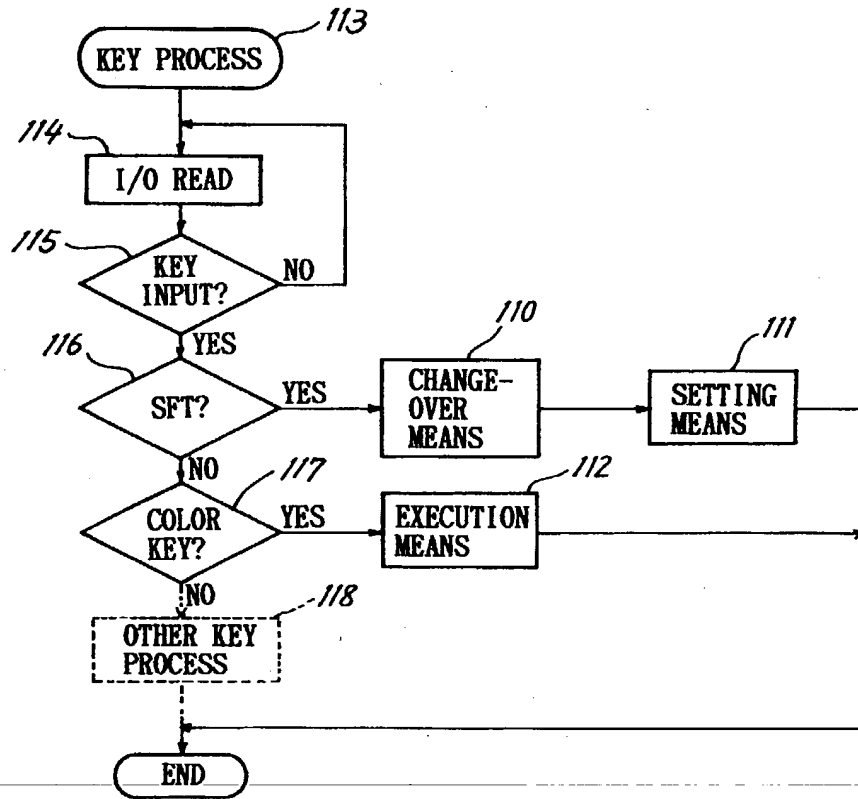 113
KEY PROCESS
114
I/O READ
115
KEY
INPUT?
NO
YES
116
SFT?
YES
110
CHANGE-
OVER
MEANS
111
SETTING
MEANS
NO
117
COLOR
KEY?
YES
112
EXECUTION
MEANS
NO
118
OTHER KEY
PROCESS
END